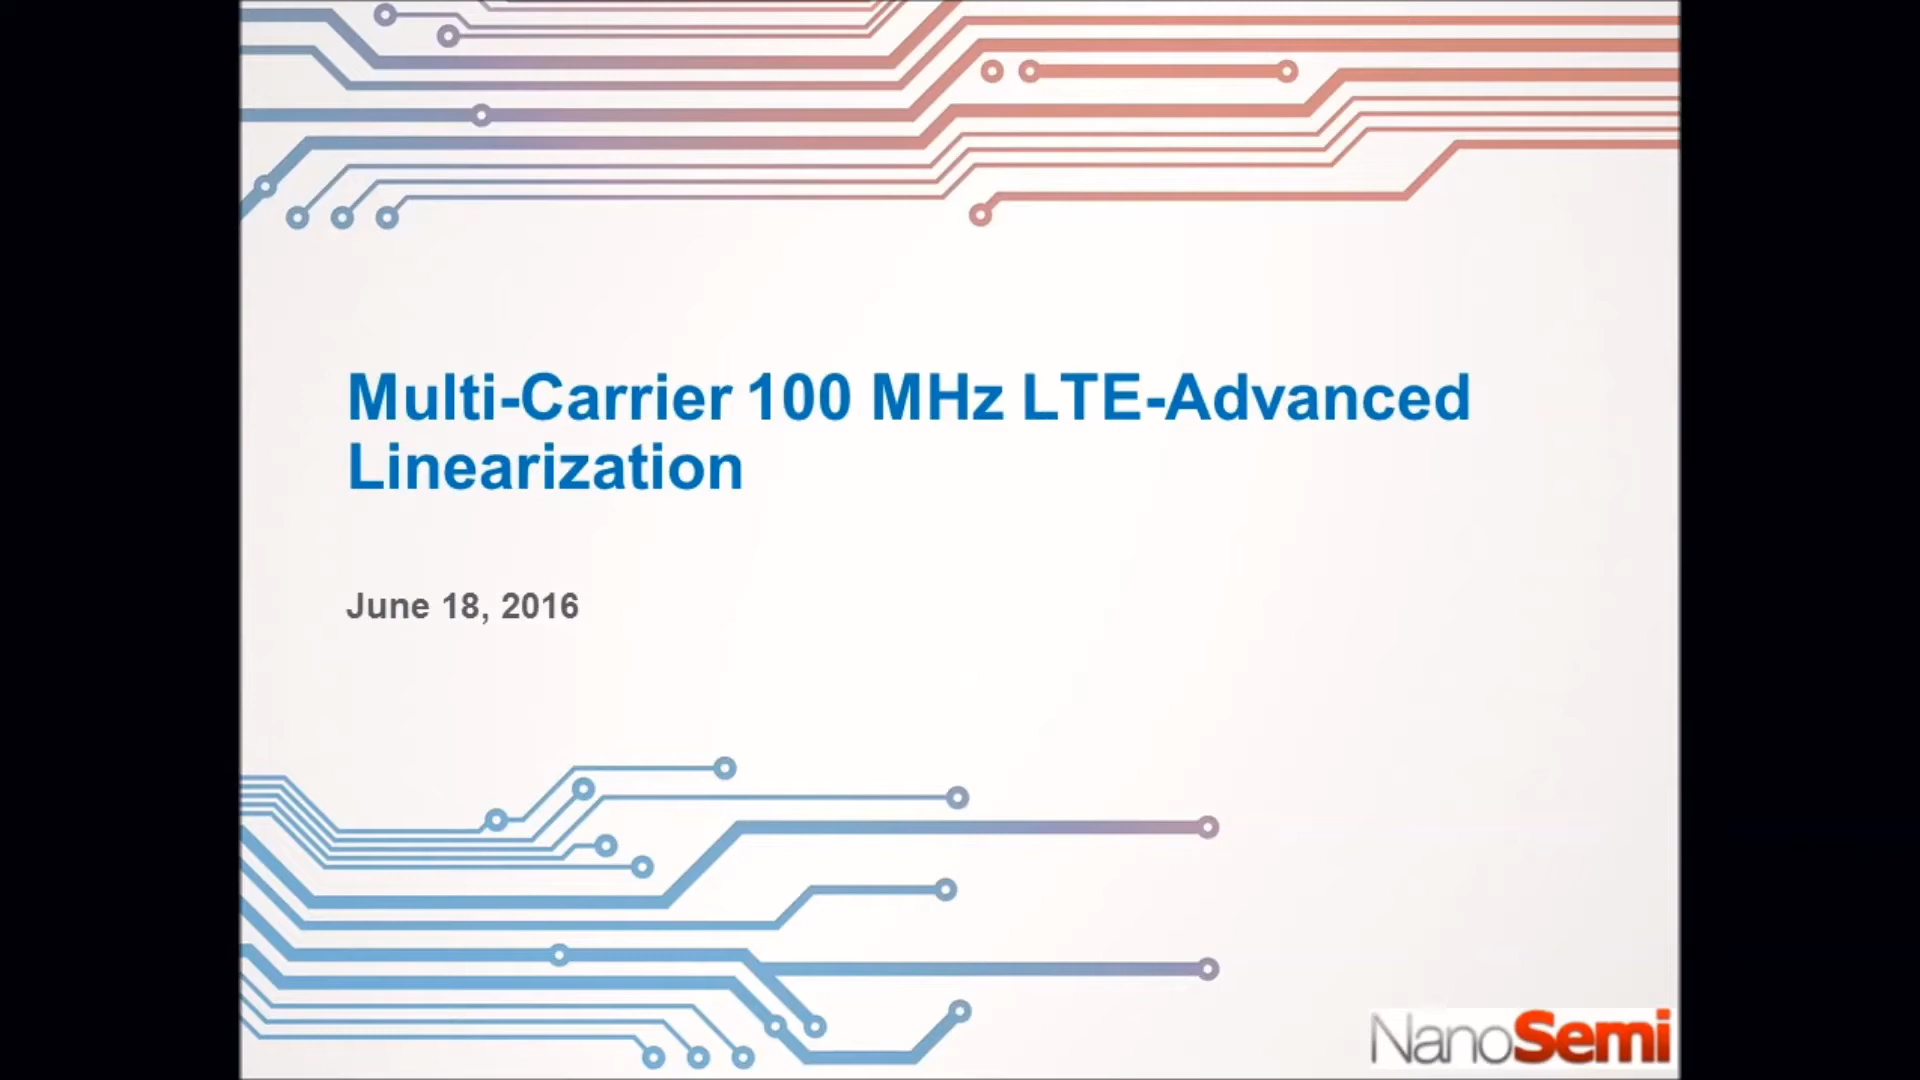 Multi-Carrier 100 MHz LTE-Advanced
Linearization
June 18, 2016
NanoSemi